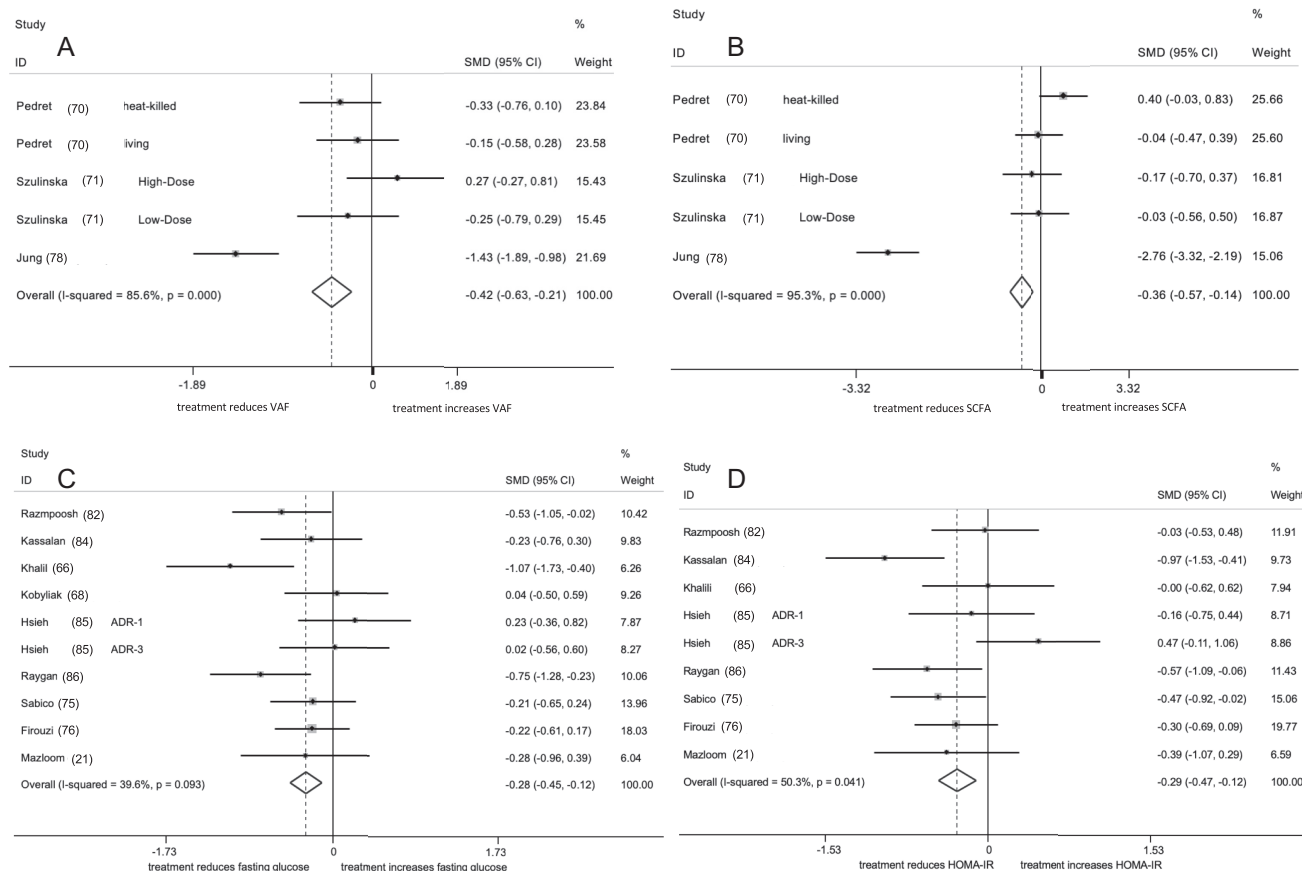 Study %
A
ID SMD (95% CI) Weight
Pedret (70) heat-killed -0.33 (-0.76, 0.10) 23.84
Pedret (70) living -0.15 (-0.58, 0.28) 23.58
Szulinska (71) High-Dose 0.27 (-0.27, 0.81) 15.43
Szulinska (71) Low-Dose -0.25 (-0.79, 0.29) 15.45
Jung (78) -1.43 (-1.89, -0.98) 21.69
Overall (I-squared = 85.6%, p = 0.000) -0.42 (-0.63, -0.21) 100.00
-1.89 0 1.89
treatment reduces VAF treatment increases VAF
Study %
B
ID SMD (95% CI) Weight
Pedret (70) heat-killed 0.40 (-0.03, 0.83) 25.66
Pedret (70) living -0.04 (-0.47, 0.39) 25.60
Szulinska (71) High-Dose -0.17 (-0.70, 0.37) 16.81
Szulinska (71) Low-Dose -0.03 (-0.56, 0.50) 16.87
Jung (78) -2.76 (-3.32, -2.19) 15.06
Overall (I-squared = 95.3%, p = 0.000) -0.36 (-0.57, -0.14) 100.00
-3.32 0 3.32
treatment reduces SCFA treatment increases SCFA
Study %
C
ID SMD (95% CI) Weight
Razmpoosh (82) -0.53 (-1.05, -0.02) 10.42
Kassalan (84) -0.23 (-0.76, 0.30) 9.83
Khalil (66) -1.07 (-1.73, -0.40) 6.26
Kobyliak (68) 0.04 (-0.50, 0.59) 9.26
Hsieh (85) ADR-1 0.23 (-0.36, 0.82) 7.87
Hsieh (85) ADR-3 0.02 (-0.56, 0.60) 8.27
Raygan (86) -0.75 (-1.28, -0.23) 10.06
Sabico (75) -0.21 (-0.65, 0.24) 13.96
Firouzi (76) -0.22 (-0.61, 0.17) 18.03
Mazloom (21) -0.28 (-0.96, 0.39) 6.04
Overall (I-squared = 39.6%, p = 0.093) -0.28 (-0.45, -0.12) 100.00
-1.73 0 1.73
treatment reduces fasting glucose treatment increases fasting glucose
Study %
D
ID SMD (95% CI) Weight
Razmpoosh (82) -0.03 (-0.53, 0.48) 11.91
Kassalan (84) -0.97 (-1.53, -0.41) 9.73
Khalili (66) -0.00 (-0.62, 0.62) 7.94
Hsieh (85) ADR-1 -0.16 (-0.75, 0.44) 8.71
Hsieh (85) ADR-3 0.47 (-0.11, 1.06) 8.86
Raygan (86) -0.57 (-1.09, -0.06) 11.43
Sabico (75) -0.47 (-0.92, -0.02) 15.06
Firouzi (76) -0.30 (-0.69, 0.09) 19.77
Mazloom (21) -0.39 (-1.07, 0.29) 6.59
Overall (I-squared = 50.3%, p = 0.041) -0.29 (-0.47, -0.12) 100.00
-1.53 0 1.53
treatment reduces HOMA-IR treatment increases HOMA-IR